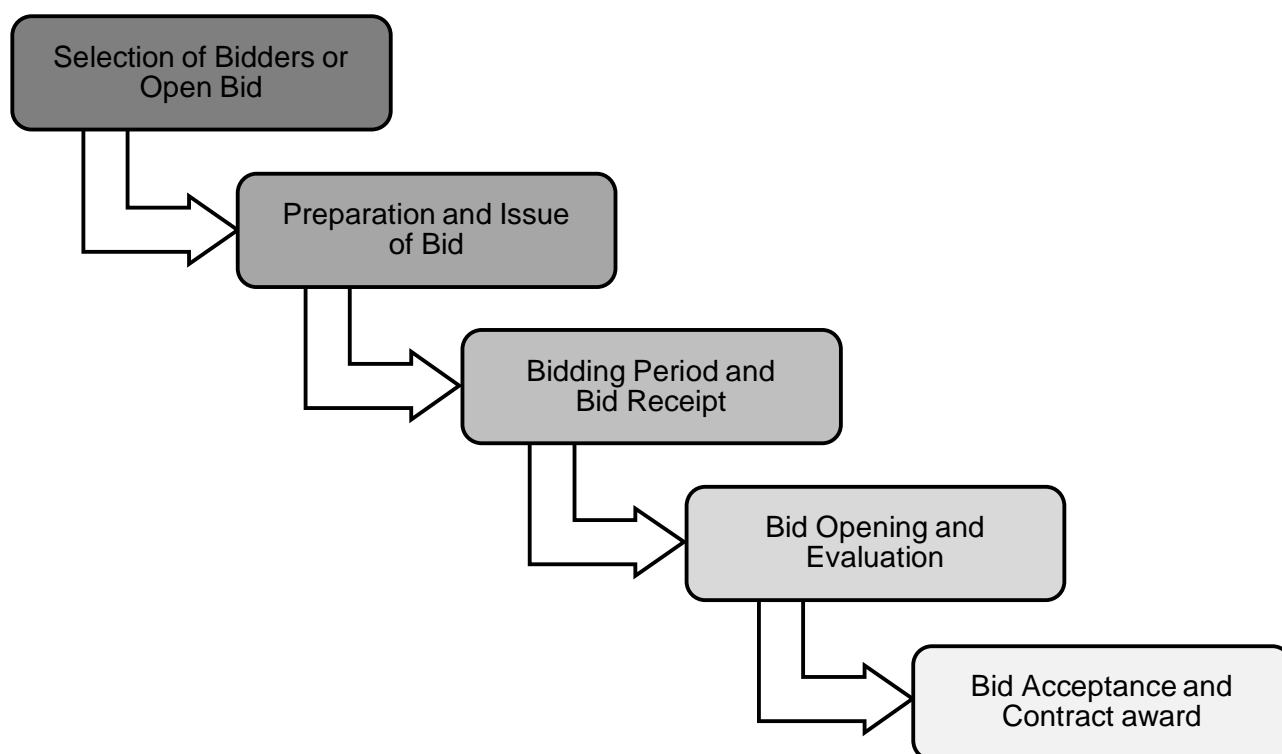 Selection of Bidders or
Open Bid
Preparation and Issue
of Bid
Bidding Period and
Bid Receipt
Bid Opening and
Evaluation
Bid Acceptance and
Contract award